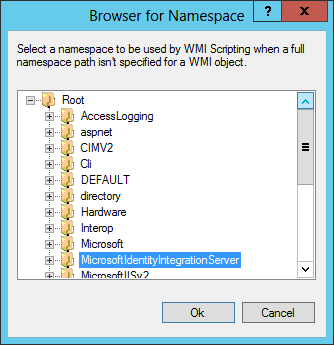 Browser for Namespace
?
Select a namespace to be used by WMI Scripting when a full
namespace path isn't specified for a WMI object.
Root
AccessLogging
aspnet
CIMV2
Cli
DEFAULT
directory
Hardware
Interop
Microsoft
MicrosoftIdentityIntegrationServer
MicrosoftIISv2
Ok
Cancel